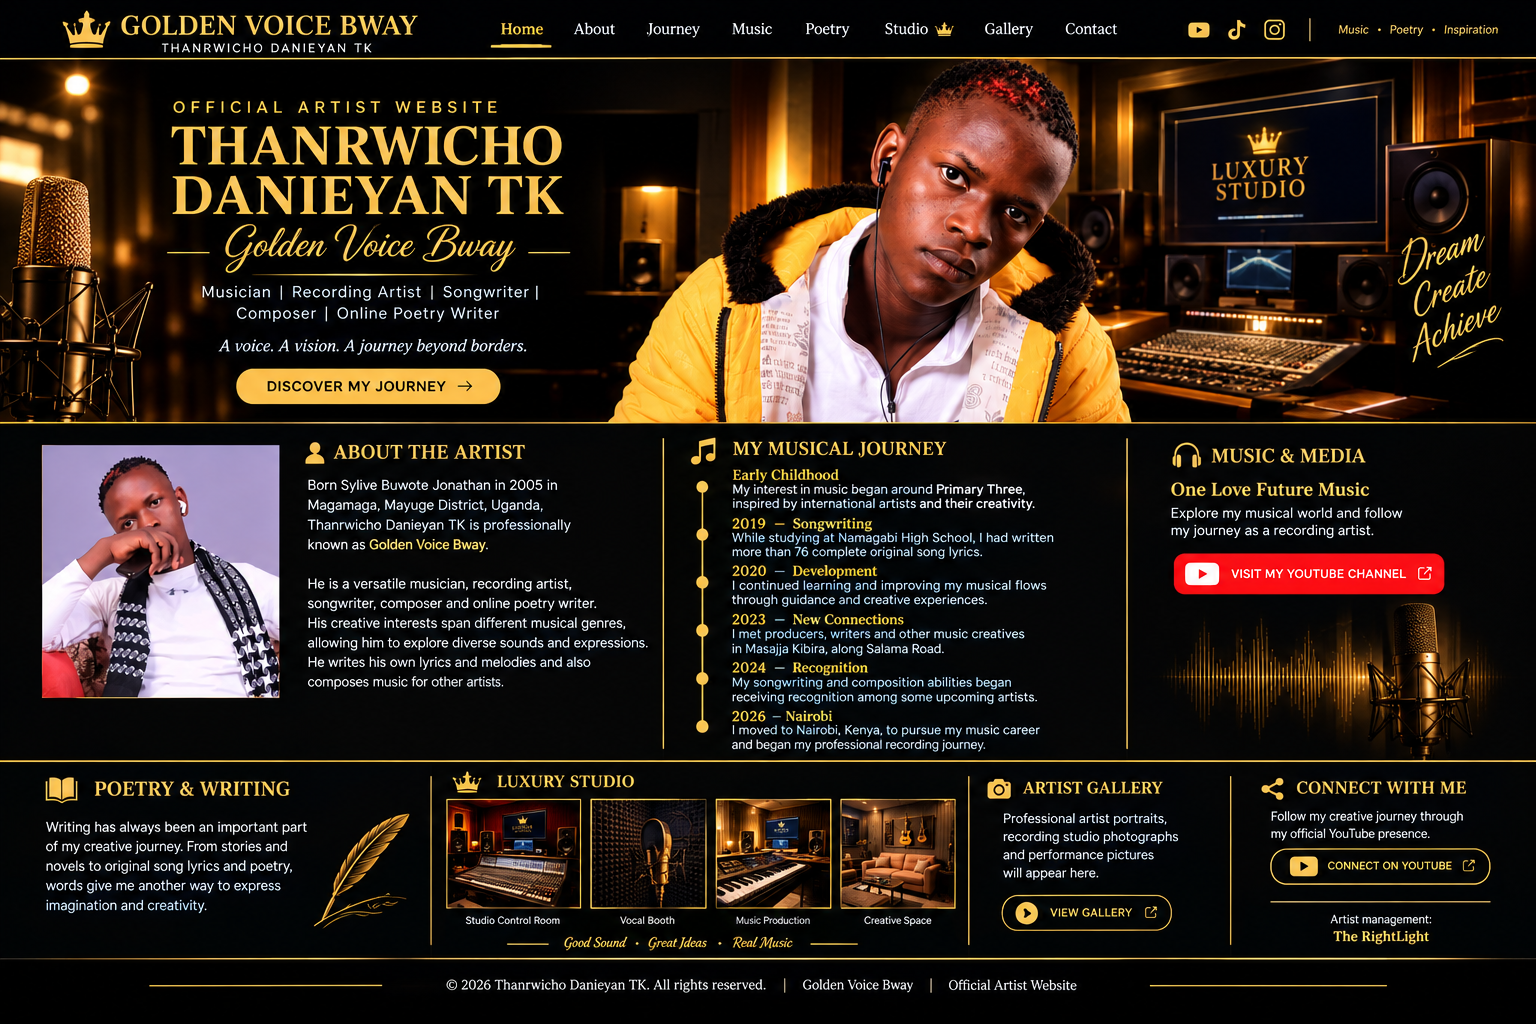 GOLDEN VOICE BWAY
THANRWICHO DANIEYAN TK
Home
About
Journey
Music
Poetry
Studio
Gallery
Contact
Music • Poetry • Inspiration
OFFICIAL ARTIST WEBSITE
THANRWICHO
DANIEYAN TK
Golden Voice Bway
Musician | Recording Artist | Songwriter |
Composer | Online Poetry Writer
A voice. A vision. A journey beyond borders.
DISCOVER MY JOURNEY →
LUXURY
STUDIO
Dream
Create
Achieve
ABOUT THE ARTIST
Born Sylive Buwote Jonathan in 2005 in
Magamaga, Mayuge District, Uganda,
Thanrwicho Danieyan TK is professionally
known as Golden Voice Bway.
He is a versatile musician, recording artist,
songwriter, composer and online poetry writer.
His creative interests span different musical genres,
allowing him to explore diverse sounds and expressions.
He writes his own lyrics and melodies and also
composes music for other artists.
MY MUSICAL JOURNEY
Early Childhood
My interest in music began around Primary Three,
inspired by international artists and their creativity.
2019 — Songwriting
While studying at Namagabi High School, I had written
more than 76 complete original song lyrics.
2020 — Development
I continued learning and improving my musical flows
through guidance and creative experiences.
2023 — New Connections
I met producers, writers and other music creatives
in Masajja Kibira, along Salama Road.
2024 — Recognition
My songwriting and composition abilities began
receiving recognition among some upcoming artists.
2026 — Nairobi
I moved to Nairobi, Kenya, to pursue my music career
and began my professional recording journey.
MUSIC & MEDIA
One Love Future Music
Explore my musical world and follow
my journey as a recording artist.
VISIT MY YOUTUBE CHANNEL
POETRY & WRITING
Writing has always been an important part
of my creative journey. From stories and
novels to original song lyrics and poetry,
words give me another way to express
imagination and creativity.
LUXURY STUDIO
Studio Control Room
Vocal Booth
Music Production
Creative Space
Good Sound • Great Ideas • Real Music
ARTIST GALLERY
Professional artist portraits,
recording studio photographs
and performance pictures
will appear here.
VIEW GALLERY
CONNECT WITH ME
Follow my creative journey through
my official YouTube presence.
CONNECT ON YOUTUBE
Artist management:
The RightLight
© 2026 Thanrwicho Danieyan TK. All rights reserved. | Golden Voice Bway | Official Artist Website